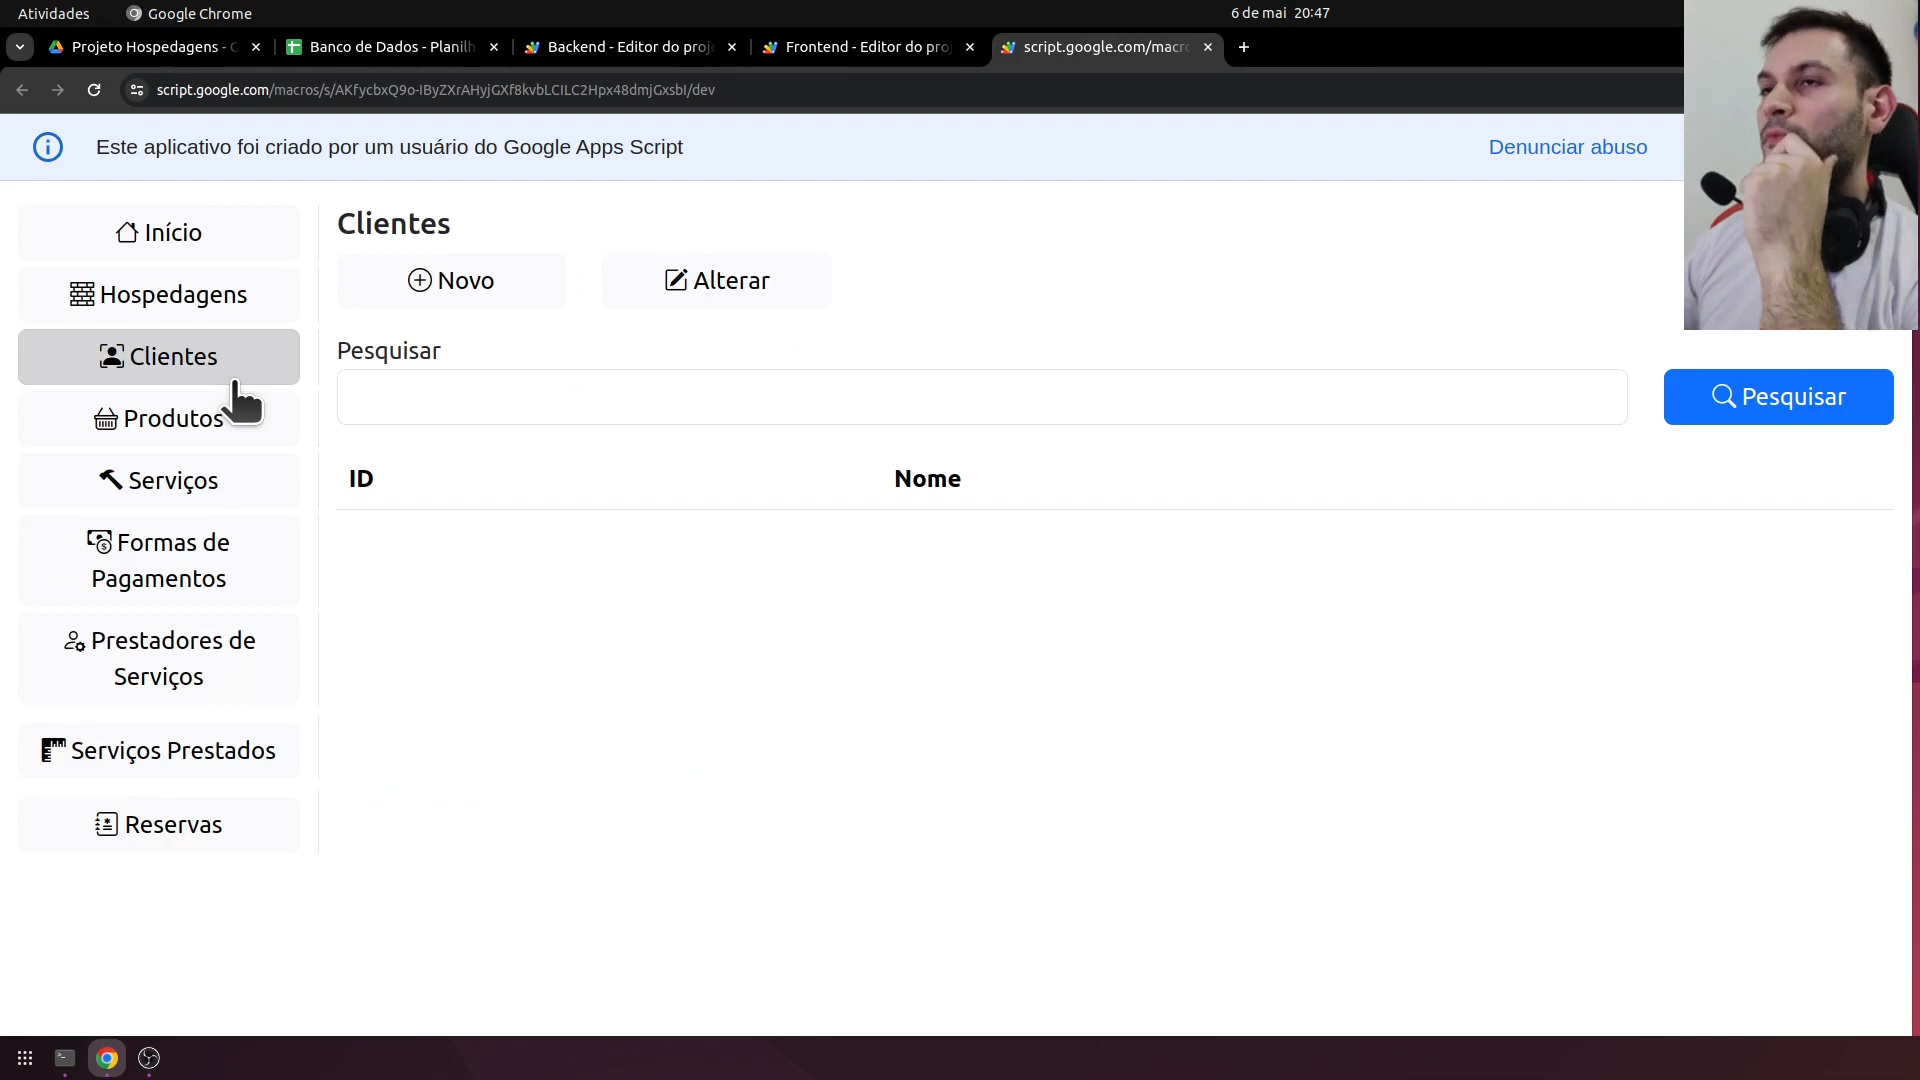 Atividades
Google Chrome
6 de mai 20:47
Projeto Hospedagens - C
Banco de Dados - Planilh
Backend - Editor do proj
Frontend - Editor do proj
script.google.com/macro
script.google.com/macros/s/AKfycbxQ9o-IByZXrAHyjGXf8kvbLCILC2Hpx48dmjGxsbI/dev
Este aplicativo foi criado por um usuário do Google Apps Script
Denunciar abuso
Início
Hospedagens
Clientes
Produtos
Serviços
Formas de
Pagamentos
Prestadores de
Serviços
Serviços Prestados
Reservas
Clientes
Novo
Alterar
Pesquisar
Pesquisar
ID
Nome